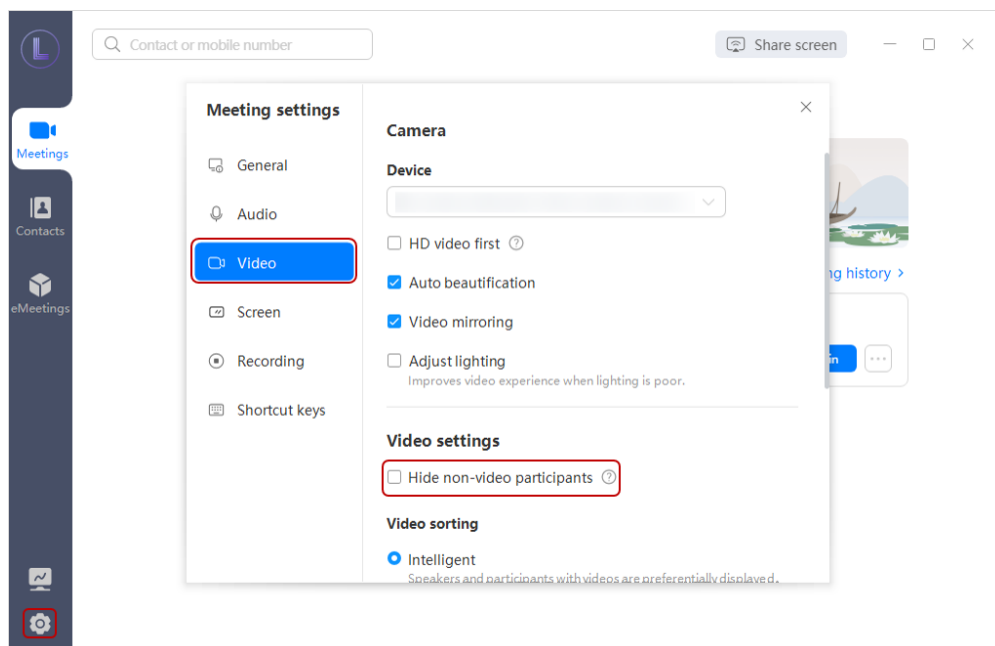 L
Contact or mobile number
Share screen
Meetings
Contacts
eMeetings
Meeting settings
General
Audio
Video
Screen
Recording
Shortcut keys
Camera
Device
HD video first
Auto beautification
Video mirroring
Adjust lighting
Improves video experience when lighting is poor.
Video settings
Hide non-video participants
Video sorting
Intelligent
Speakers and participants with videos are preferentially displayed.
ng history >
in